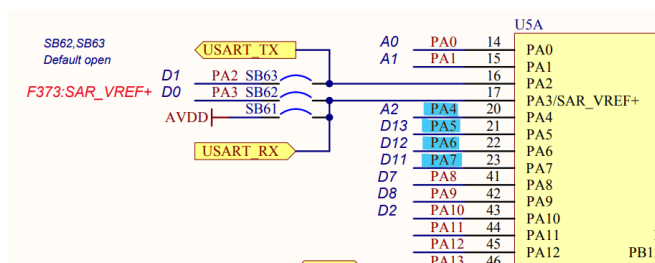 U5A
SB62,SB63
Default open
USART_TX
A0 PA0 14 PA0
A1 PA1 15 PA1
D1 PA2 SB63 16 PA2
F373:SAR_VREF+ D0 PA3 SB62 17 PA3/SAR_VREF+
AVDD SB61 A2 PA4 20 PA4
D13 PA5 21 PA5
USART_RX D12 PA6 22 PA6
D11 PA7 23 PA7
D7 PA8 41 PA8
D8 PA9 42 PA9
D2 PA10 43 PA10
PA11 44 PA11
PA12 45 PA12
PA13 46